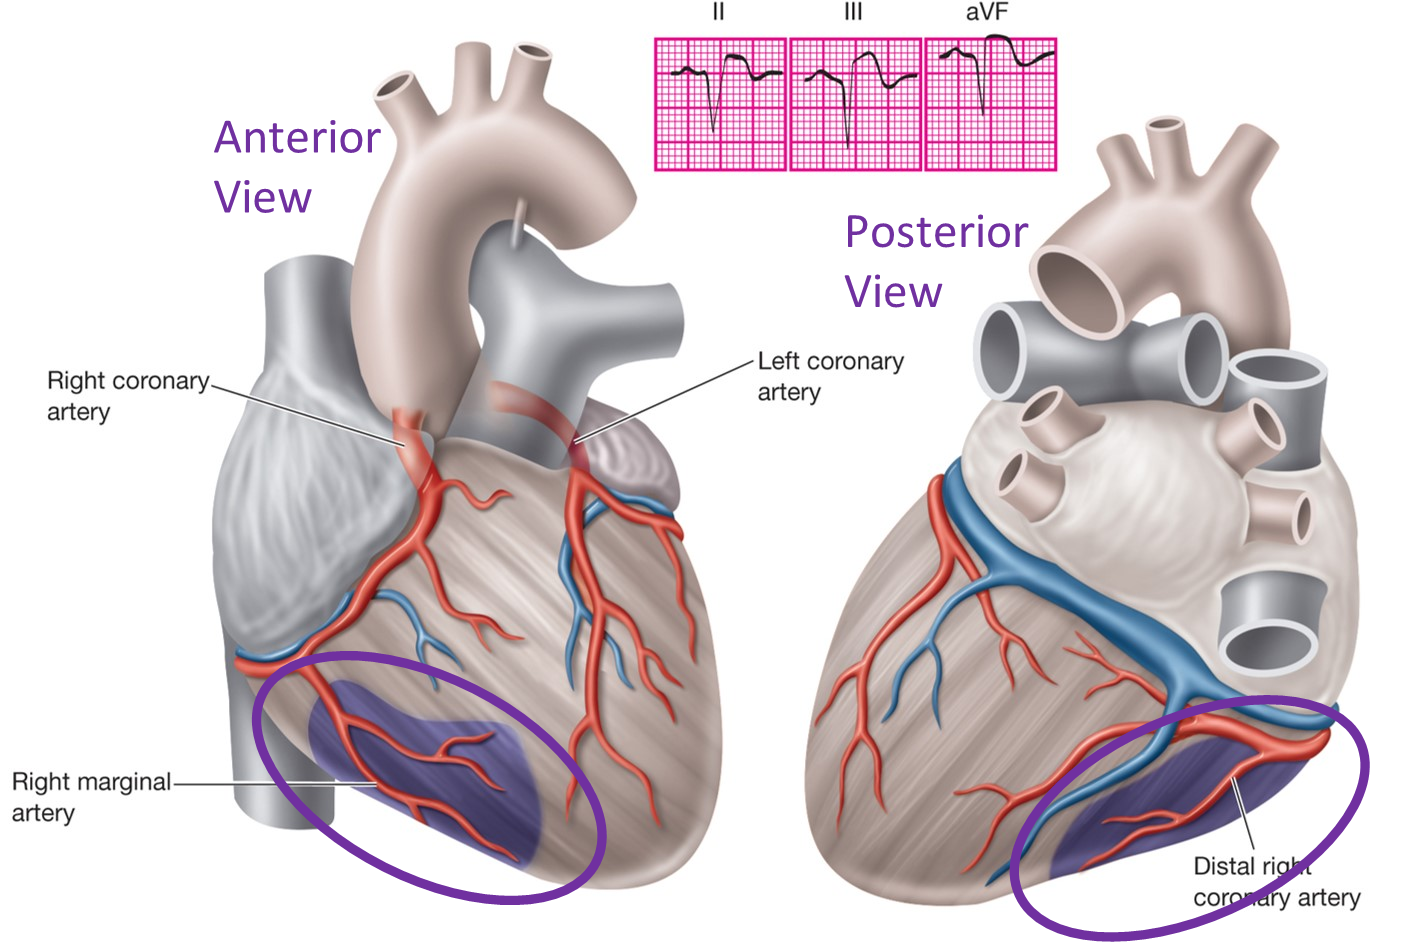 II
III
aVF
Anterior
View
Posterior
View
Right coronary
artery
Left coronary
artery
Right marginal
artery
Distal right
coronary artery